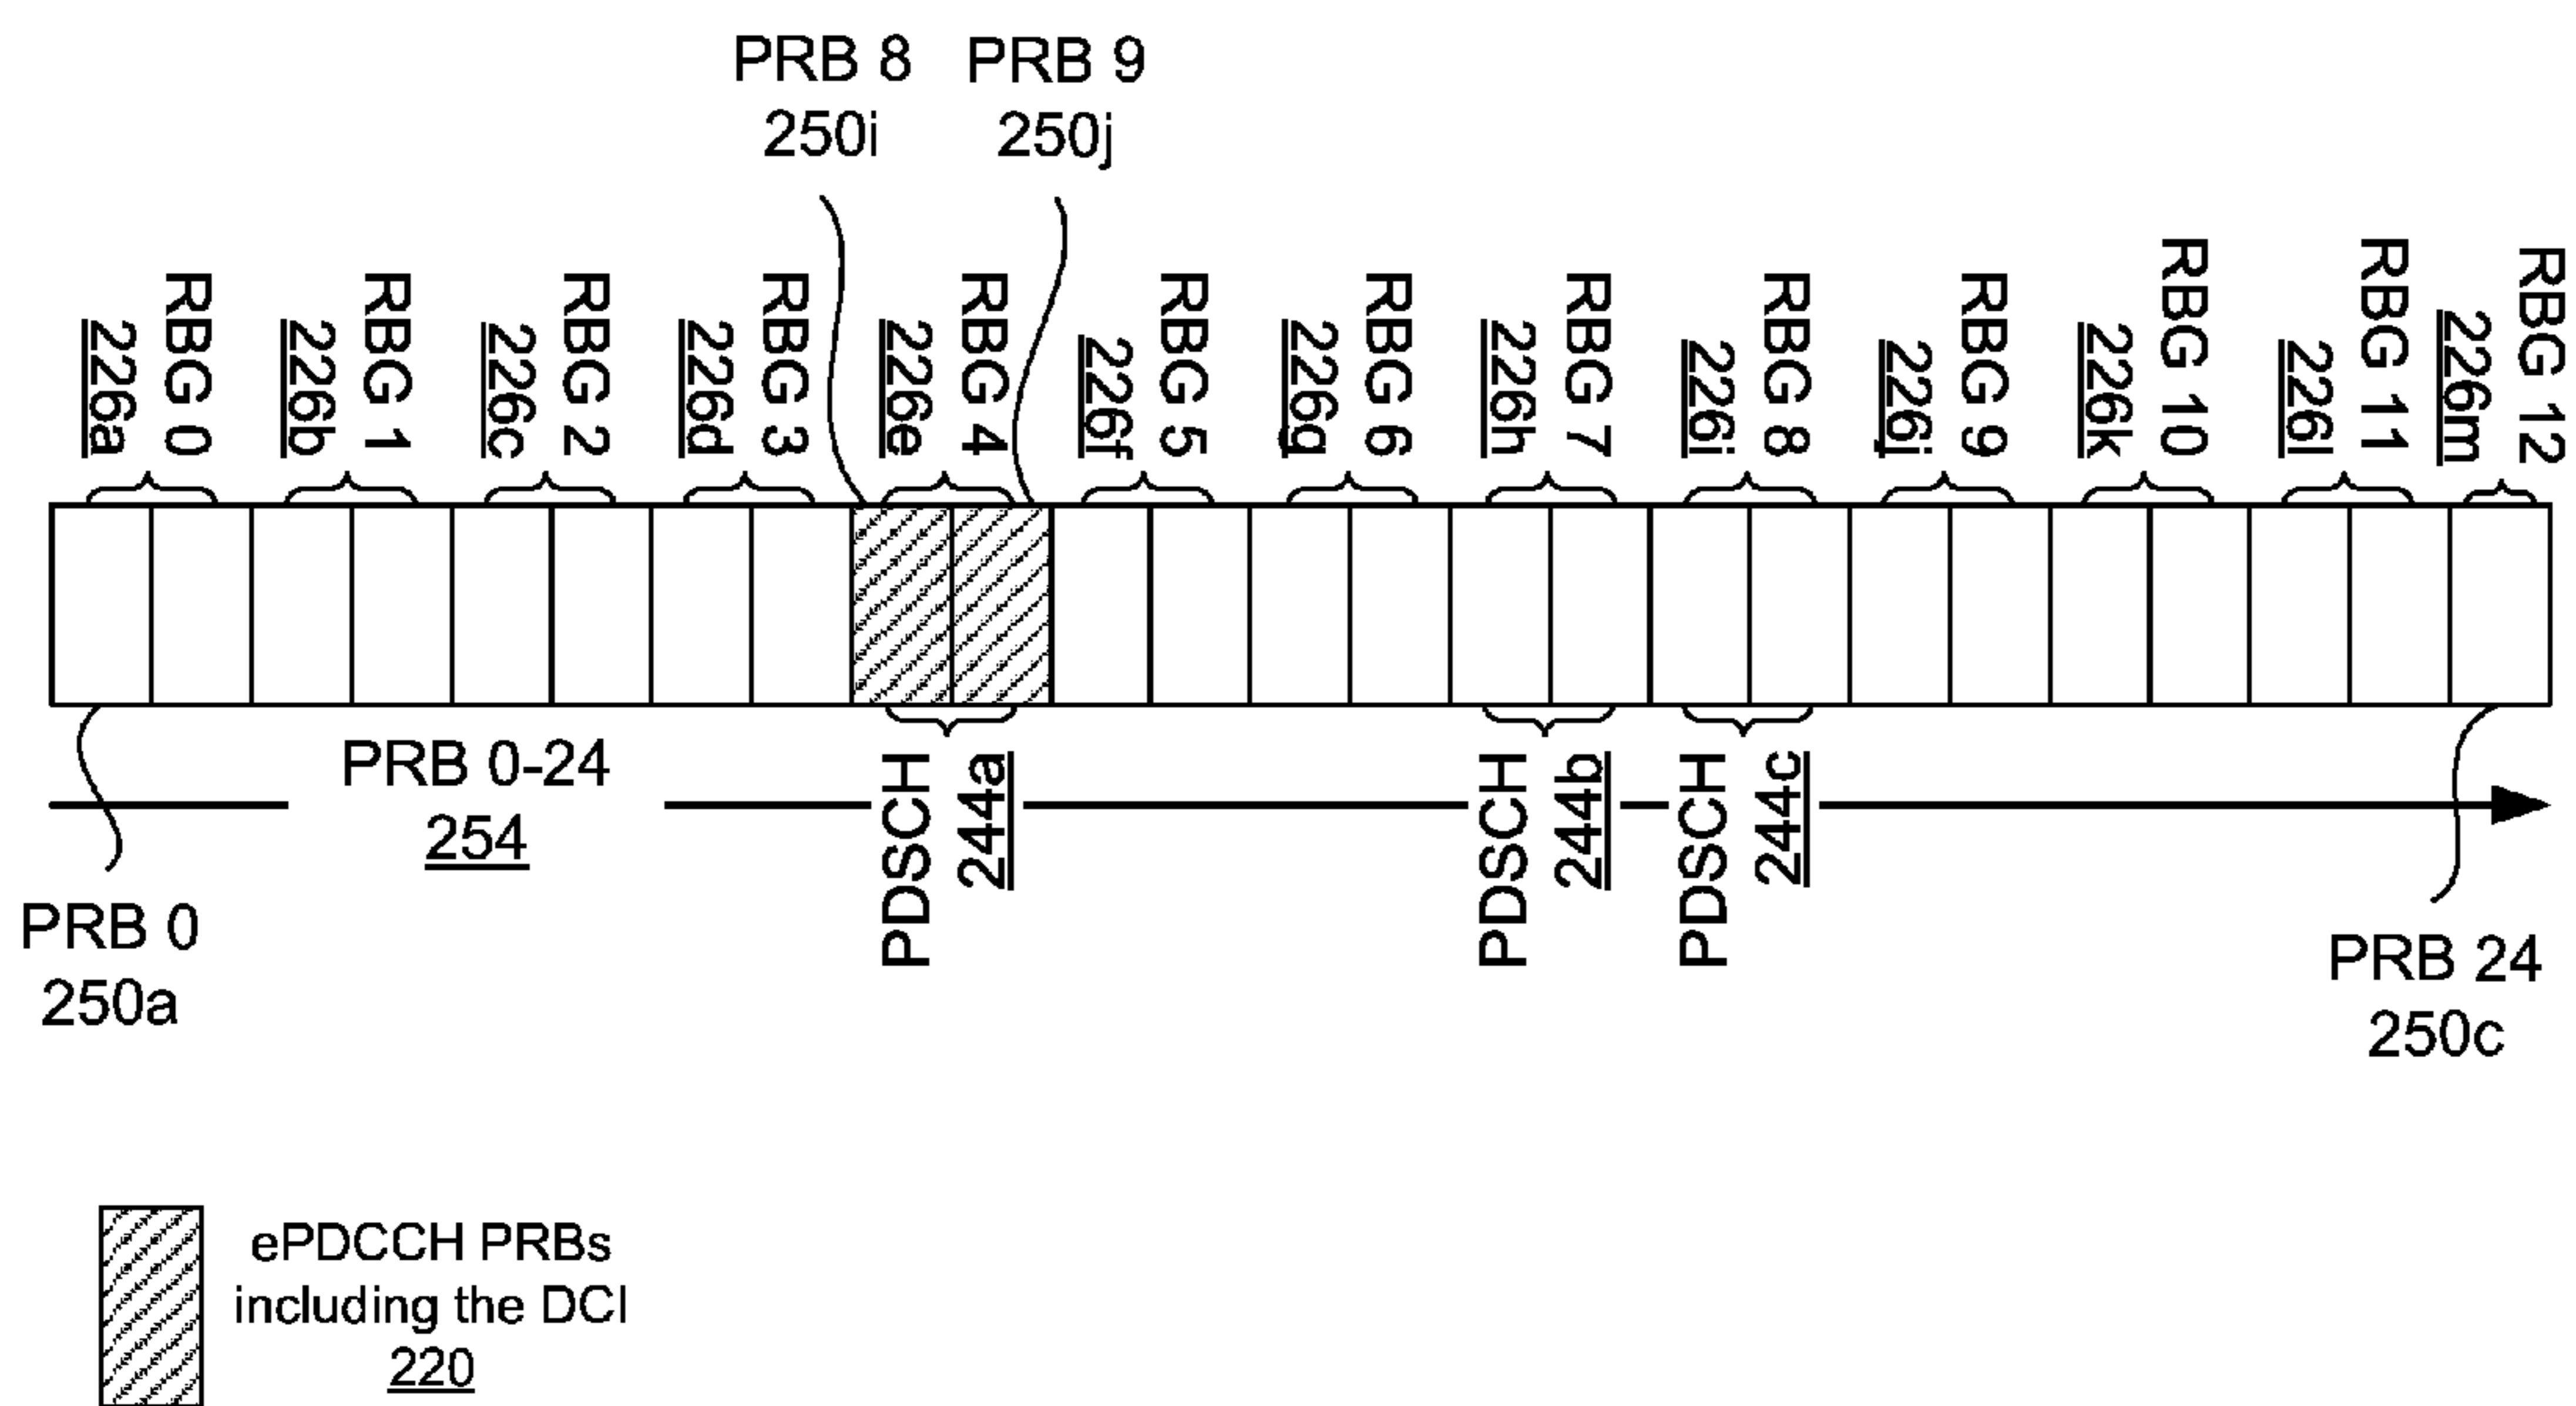 PRB 8
250i
PRB 9
250j
RBG 0
226a
RBG 1
226b
RBG 2
226c
RBG 3
226d
RBG 4
226e
RBG 5
226f
RBG 6
226g
RBG 7
226h
RBG 8
226i
RBG 9
226j
RBG 10
226k
RBG 11
226l
RBG 12
226m
PRB 0-24
254
PDSCH
244a
PDSCH
244b
PDSCH
244c
PRB 0
250a
PRB 24
250c
ePDCCH PRBs
including the DCI
220